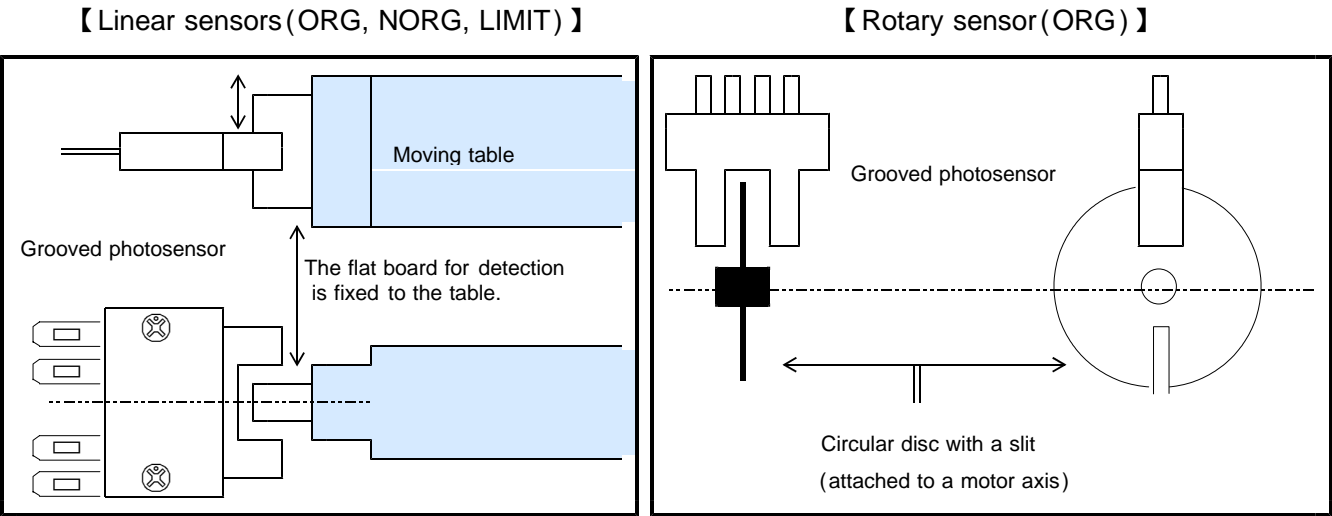 【Linear sensors(ORG, NORG, LIMIT)】
Moving table
Grooved photosensor
The flat board for detection
is fixed to the table.
【Rotary sensor(ORG)】
Grooved photosensor
Circular disc with a slit
(attached to a motor axis)